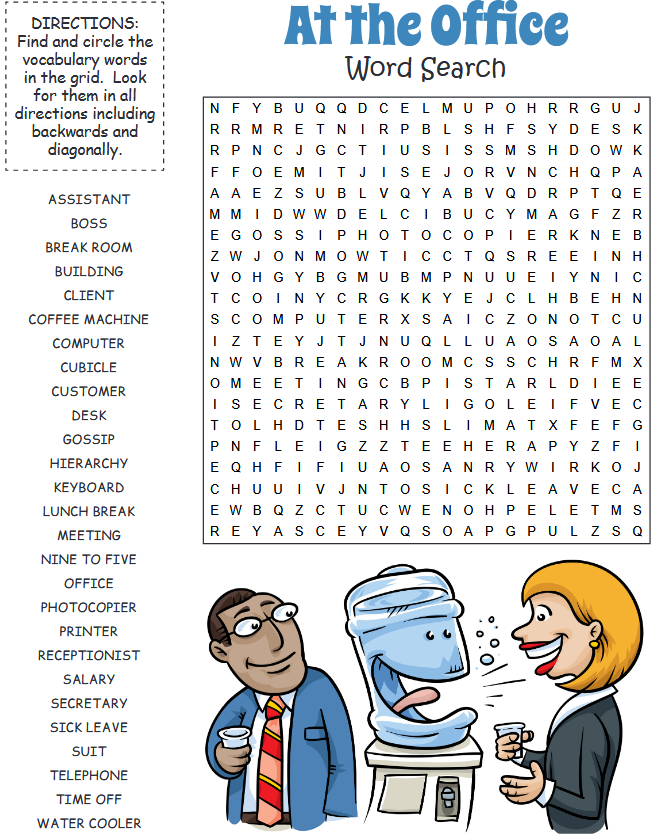 At the Office
Word Search
DIRECTIONS:
Find and circle the
vocabulary words
in the grid. Look
for them in all
directions including
backwards and
diagonally.
ASSISTANT
BOSS
BREAK ROOM
BUILDING
CLIENT
COFFEE MACHINE
COMPUTER
CUBICLE
CUSTOMER
DESK
GOSSIP
HIERARCHY
KEYBOARD
LUNCH BREAK
MEETING
NINE TO FIVE
OFFICE
PHOTOCOPIER
PRINTER
RECEPTIONIST
SALARY
SECRETARY
SICK LEAVE
SUIT
TELEPHONE
TIME OFF
WATER COOLER
N F Y B U Q Q D C E L M U P O H R R G U J
R R M R E T N I R P B L S H F S Y D E S K
R P N C J G C T I U S I S S M S H D O W K
F F O E M I T J I S E J O R V N C H Q P A
A A E Z S U B L V Q Y A B V Q D R P T Q E
M M I D W W D E L C I B U C Y M A G F Z R
E G O S S I P H O T O C O P I E R K N E B
Z W J O N M O W T I C C T Q S R E E I N H
V O H G Y B G M U B M P N U U E I Y N I C
T C O I N Y C R G K K Y E J C L H B E H N
S C O M P U T E R X S A I C Z O N O T C U
I Z T E Y J T J N U Q L L U A O S A O A L
N W V B R E A K R O O M C S S C H R F M X
O M E E T I N G C B P I S T A R L D I E E
I S E C R E T A R Y L I G O L E I F V E C
T O L H D T E S H H S L I M A T X F E F G
P N F L E I G Z Z T E E H E R A P Y Z F I
E Q H F I F I U A O S A N R Y W I R K O J
C H U U I V J N T O S I C K L E A V E C A
E W B Q Z C T U C W E N O H P E L E T M S
R E Y A S C E Y V Q S O A P G P U L Z S Q